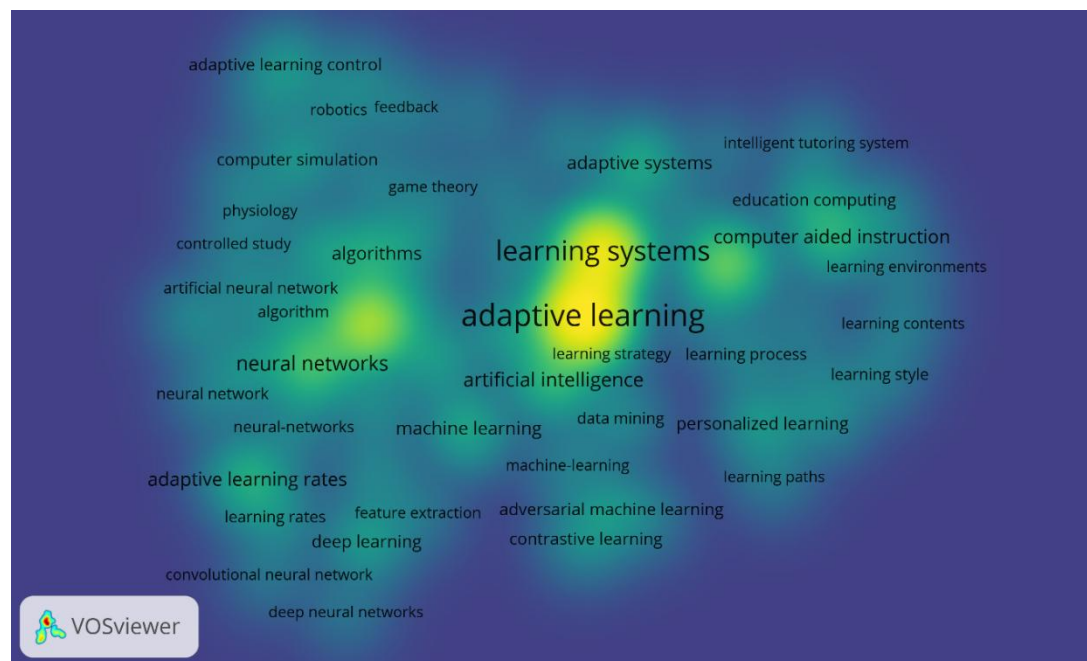 adaptive learning control
robotics
feedback
computer simulation
game theory
physiology
controlled study
algorithms
artificial neural network
algorithm
neural networks
neural network
neural-networks
adaptive learning rates
learning rates
feature extraction
deep learning
convolutional neural network
deep neural networks
adaptive systems
learning systems
adaptive learning
learning strategy
learning process
artificial intelligence
machine learning
data mining
personalized learning
machine-learning
learning paths
adversarial machine learning
contrastive learning
intelligent tutoring system
education computing
computer aided instruction
learning environments
learning contents
learning style
VOSviewer